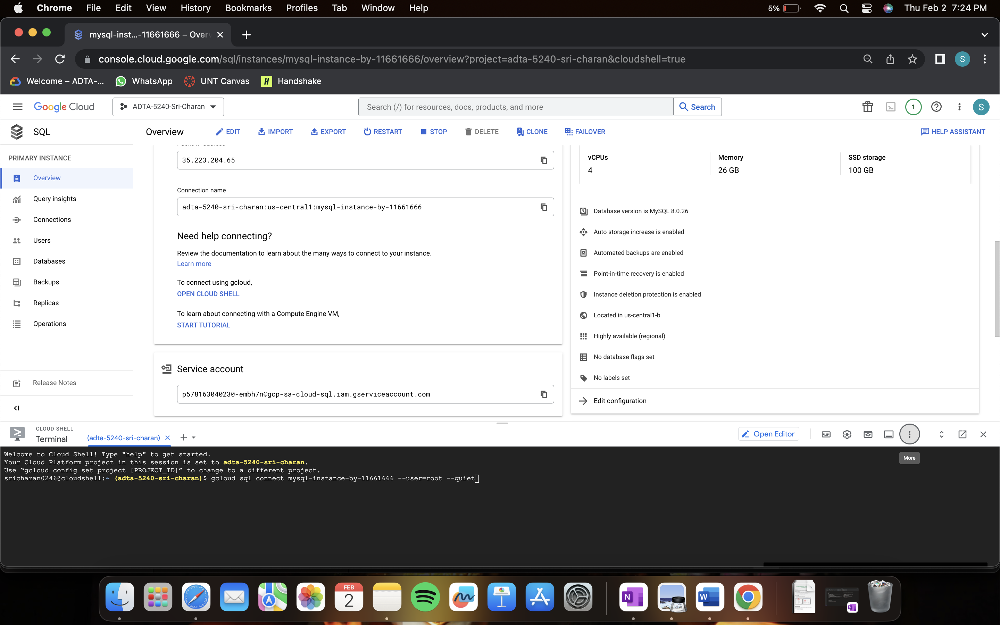 Chrome File Edit View History Bookmarks Profiles Tab Window Help 5% Thu Feb 2 7:24 PM
mysql-inst...-11661666 – Over
console.cloud.google.com/sql/instances/mysql-instance-by-11661666/overview?project=adta-5240-sri-charan&cloudshell=true S
Welcome – ADTA-... WhatsApp UNT Canvas H Handshake
Google Cloud ADTA-5240-Sri-Charan Search (/) for resources, docs, products, and more Search 1 S
SQL Overview EDIT IMPORT EXPORT RESTART STOP DELETE CLONE FAILOVER HELP ASSISTANT
PRIMARY INSTANCE
Overview
Query insights
Connections
Users
Databases
Backups
Replicas
Operations
Release Notes
35.223.204.65
Connection name
adta-5240-sri-charan:us-central1:mysql-instance-by-11661666
Need help connecting?
Review the documentation to learn about the many ways to connect to your instance.
Learn more
To connect using gcloud,
OPEN CLOUD SHELL
To learn about connecting with a Compute Engine VM,
START TUTORIAL
Service account
p578163040230-embh7n@gcp-sa-cloud-sql.iam.gserviceaccount.com
vCPUs Memory SSD storage
4 26 GB 100 GB
Database version is MySQL 8.0.26
Auto storage increase is enabled
Automated backups are enabled
Point-in-time recovery is enabled
Instance deletion protection is enabled
Located in us-central1-b
Highly available (regional)
No database flags set
No labels set
Edit configuration
CLOUD SHELL
Terminal (adta-5240-sri-charan) Open Editor
More
Welcome to Cloud Shell! Type "help" to get started.
Your Cloud Platform project in this session is set to adta-5240-sri-charan.
Use “gcloud config set project [PROJECT_ID]” to change to a different project.
sricharan0246@cloudshell:~ (adta-5240-sri-charan)$ gcloud sql connect mysql-instance-by-11661666 --user=root --quiet
FEB
2
N
W